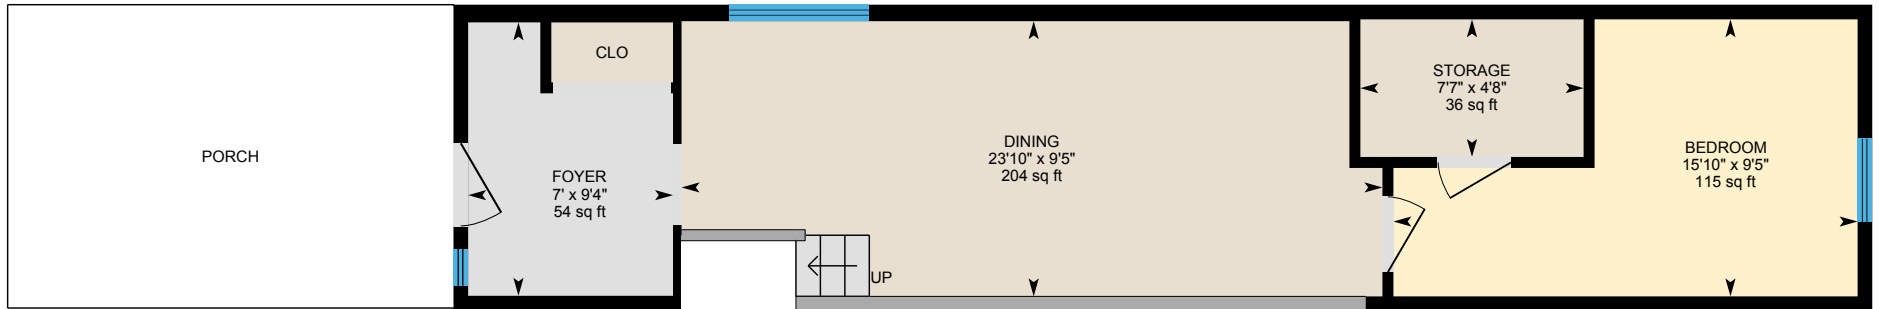 PORCH
CLO
FOYER
7' x 9'4"
54 sq ft
DINING
23'10" x 9'5"
204 sq ft
UP
STORAGE
7'7" x 4'8"
36 sq ft
BEDROOM
15'10" x 9'5"
115 sq ft